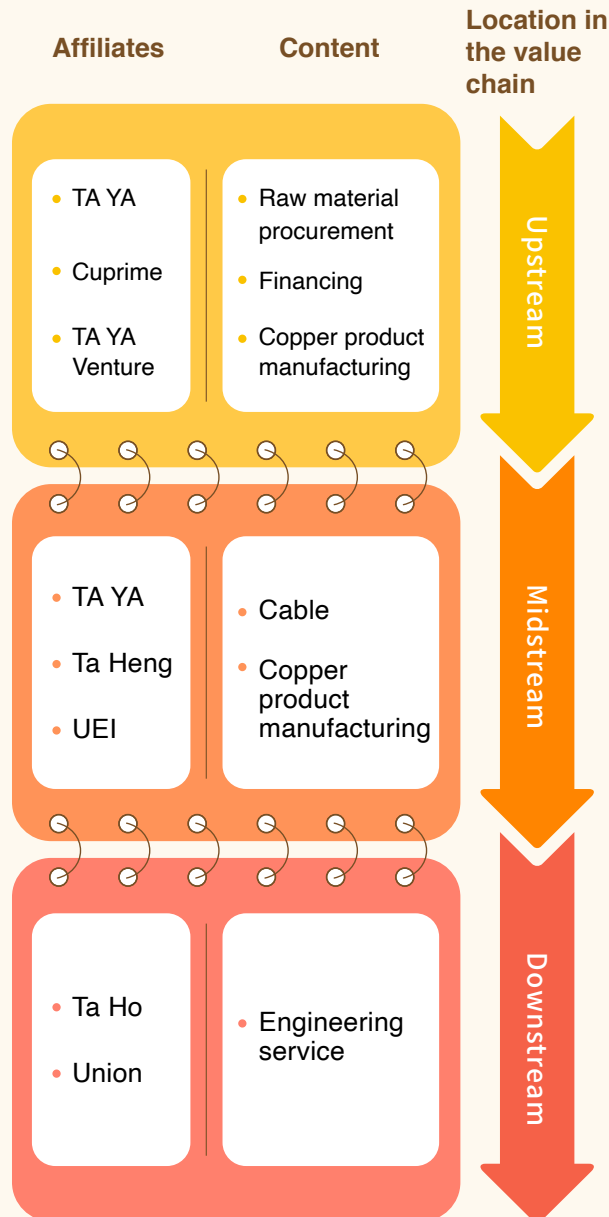 Affiliates
Content
Location in
the value
chain
TA YA
Cuprime
TA YA
Venture
Raw material
procurement
Financing
Copper product
manufacturing
Upstream
TA YA
Ta Heng
UEI
Cable
Copper
product
manufacturing
Midstream
Ta Ho
Union
Engineering
service
Downstream